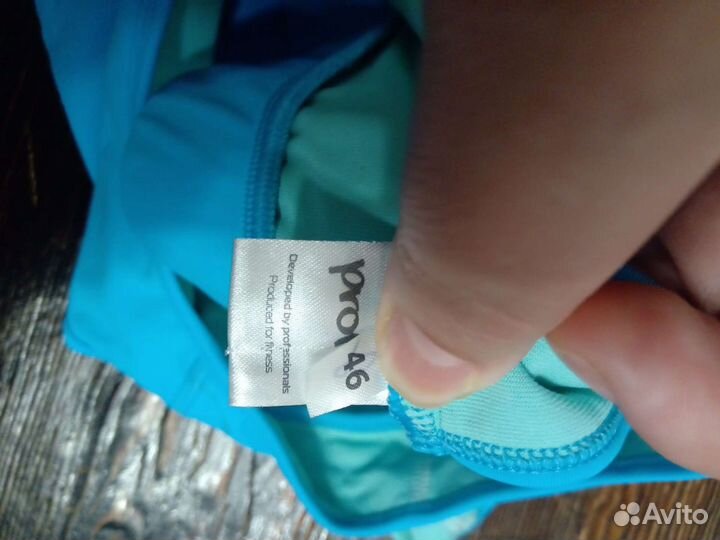 pro
46
Developed by professionals
Produced for fitness
Avito